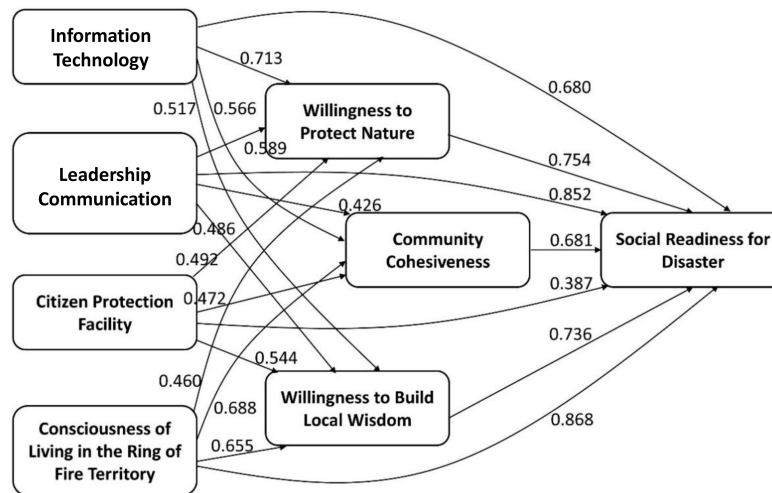 Information
Technology
0.713
0.680
0.517
0.566
Willingness to
Protect Nature
0.589
0.754
Leadership
Communication
0.852
0.426
0.486
Community
Cohesiveness
0.681
Social Readiness for
Disaster
0.492
0.472
0.387
Citizen Protection
Facility
0.544
0.736
0.460
Willingness to Build
Local Wisdom
0.688
0.868
0.655
Consciousness of
Living in the Ring of
Fire Territory